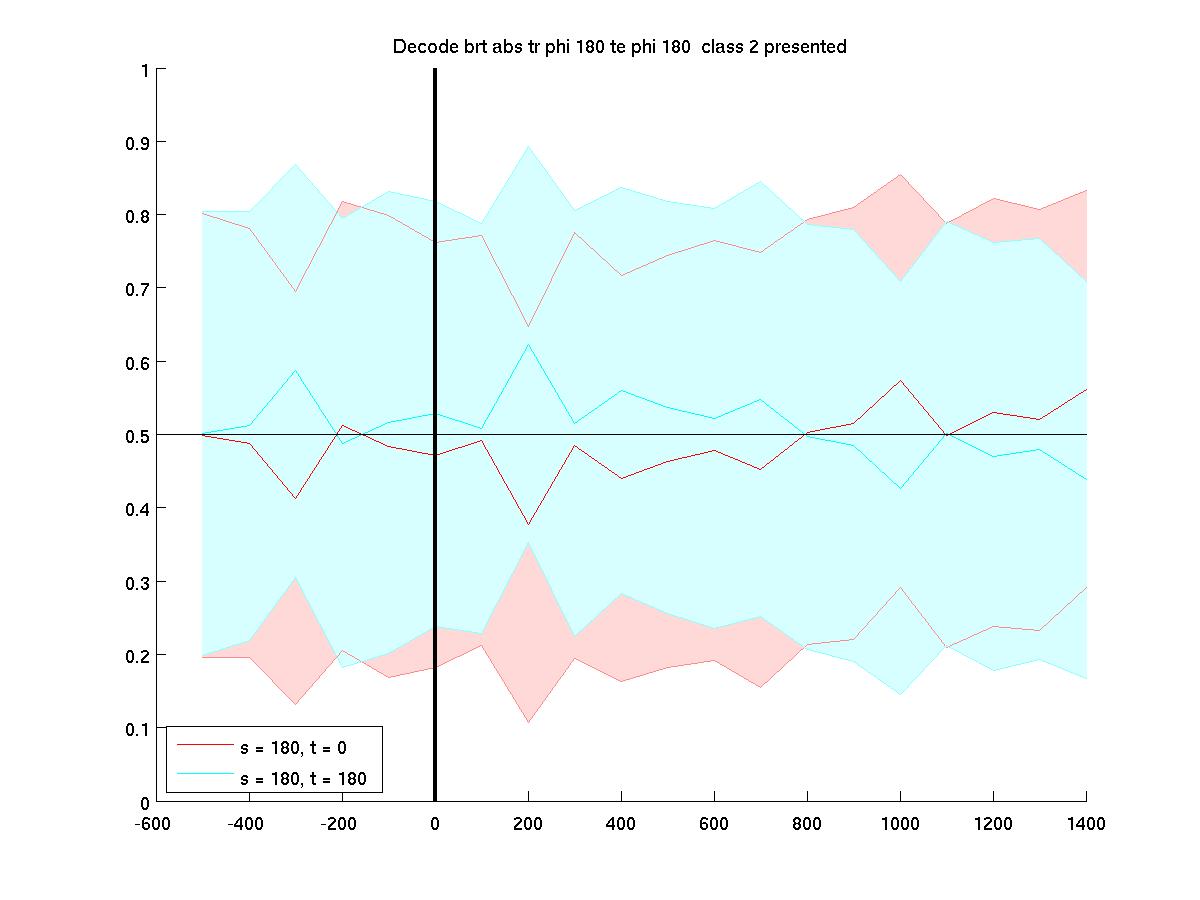 Decode brt abs tr phi 180 te phi 180  class 2 presented
1
0.9
0.8
0.7
0.6
0.5
0.4
0.3
0.2
0.1
0
s = 180, t = 0
s = 180, t = 180
-600 -400 -200 0 200 400 600 800 1000 1200 1400